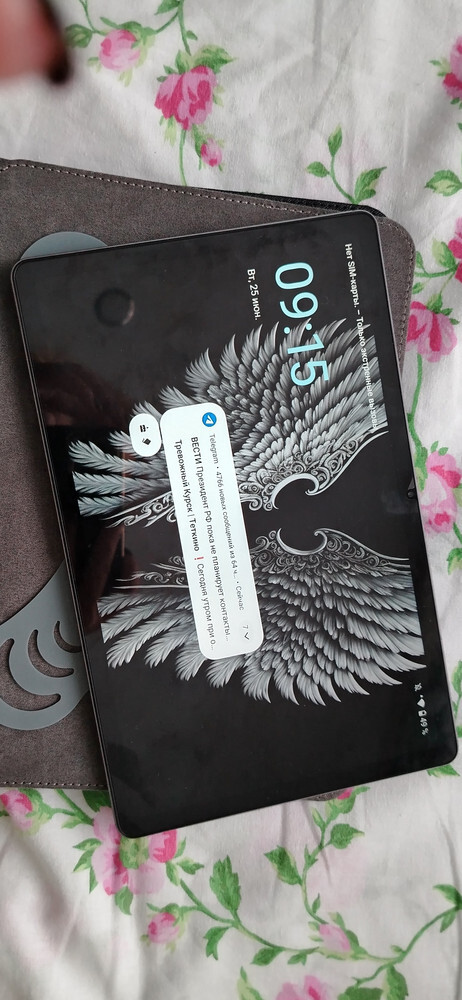 Нет SIM-карты. – Только экстренные вызовы
49 %
09:15
Вт, 25 июн.
Telegram • 4766 новых сообщений из 64 ч... • Сейчас
7
ВЕСТИ Президент РФ пока не планирует контакты...
Тревожный Курск | Теткино ❗Сегодня утром при о...